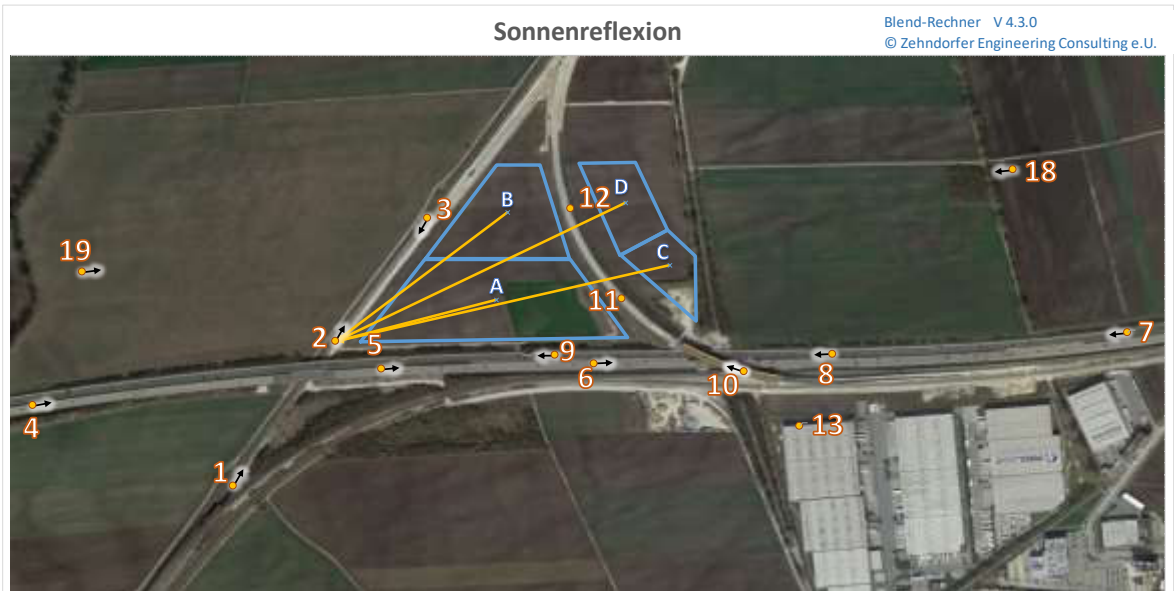 Sonnenreflexion
Blend-Rechner V 4.3.0
© Zehndorfer Engineering Consulting e.U.
18
12
D
B
3
19
C
A
11
2
5
7
9
8
6
10
4
13
1